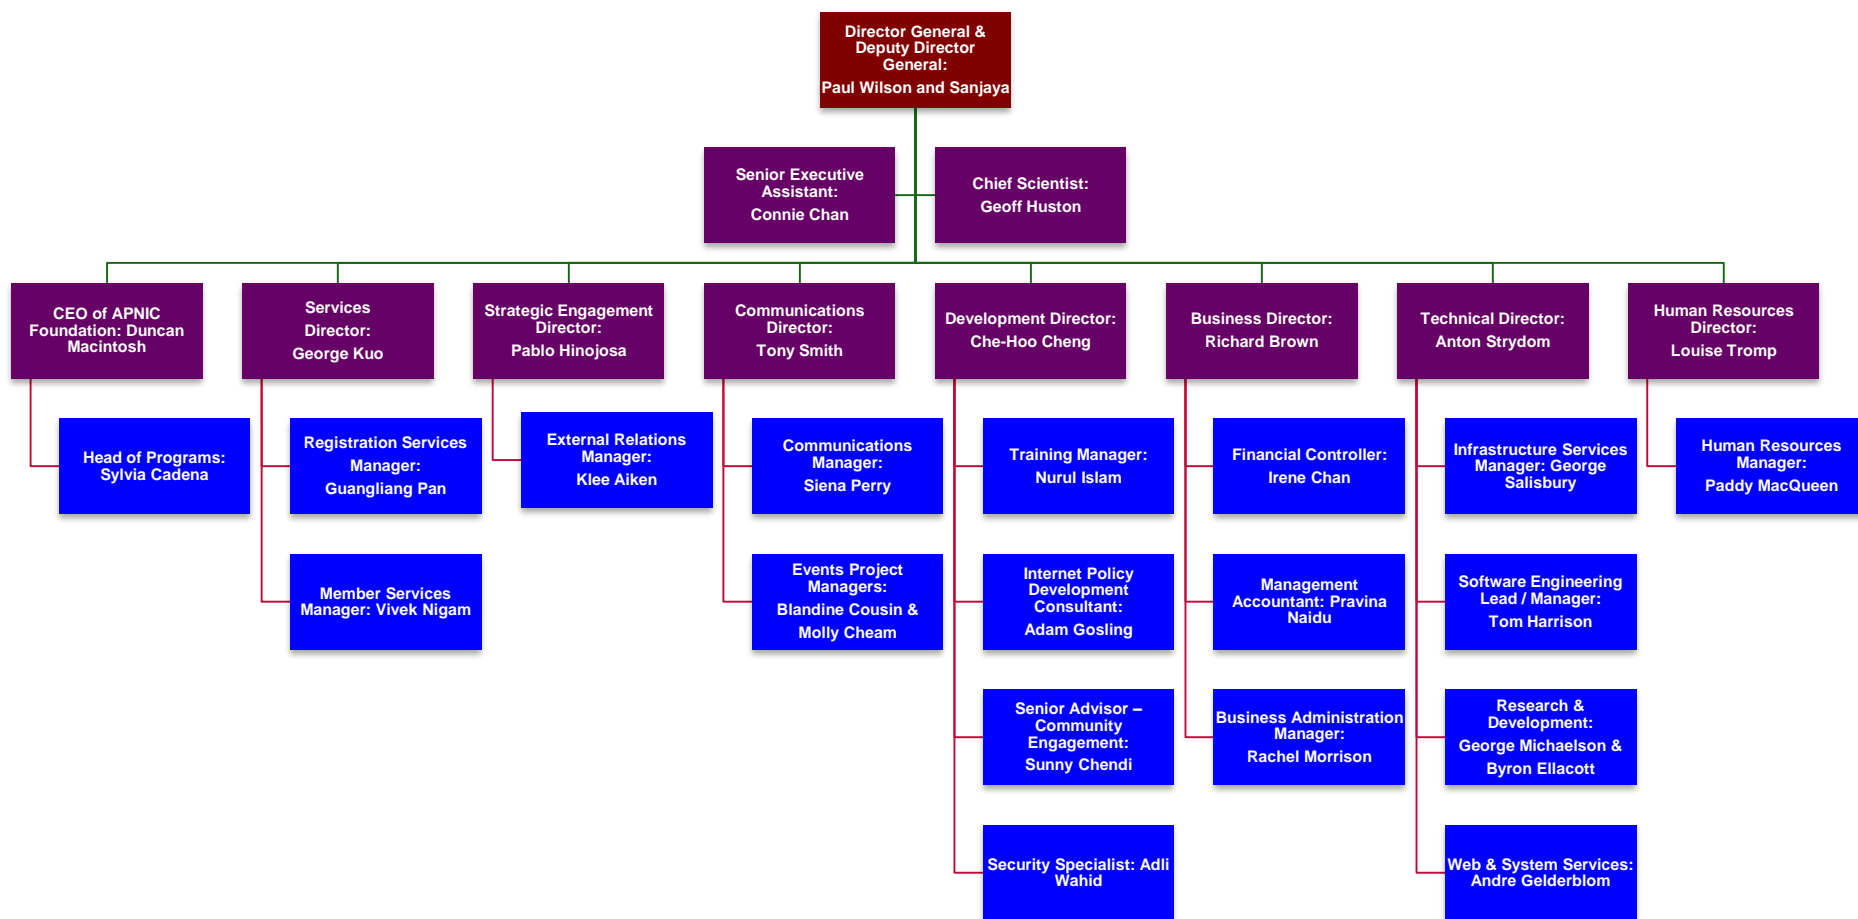 Director General &
Deputy Director
General:
Paul Wilson and Sanjaya
Senior Executive
Assistant:
Connie Chan
Chief Scientist:
Geoff Huston
CEO of APNIC
Foundation: Duncan
Macintosh
Services
Director:
George Kuo
Strategic Engagement
Director:
Pablo Hinojosa
Communications
Director:
Tony Smith
Development Director:
Che-Hoo Cheng
Business Director:
Richard Brown
Technical Director:
Anton Strydom
Human Resources
Director:
Louise Tromp
Head of Programs:
Sylvia Cadena
Registration Services
Manager:
Guangliang Pan
External Relations
Manager:
Klee Aiken
Communications
Manager:
Siena Perry
Training Manager:
Nurul Islam
Financial Controller:
Irene Chan
Infrastructure Services
Manager: George
Salisbury
Human Resources
Manager:
Paddy MacQueen
Member Services
Manager: Vivek Nigam
Events Project
Managers:
Blandine Cousin &
Molly Cheam
Internet Policy
Development
Consultant:
Adam Gosling
Management
Accountant: Pravina
Naidu
Software Engineering
Lead / Manager:
Tom Harrison
Senior Advisor –
Community
Engagement:
Sunny Chendi
Business Administration
Manager:
Rachel Morrison
Research &
Development:
George Michaelson &
Byron Ellacott
Security Specialist: Adli
Wahid
Web & System Services:
Andre Gelderblom